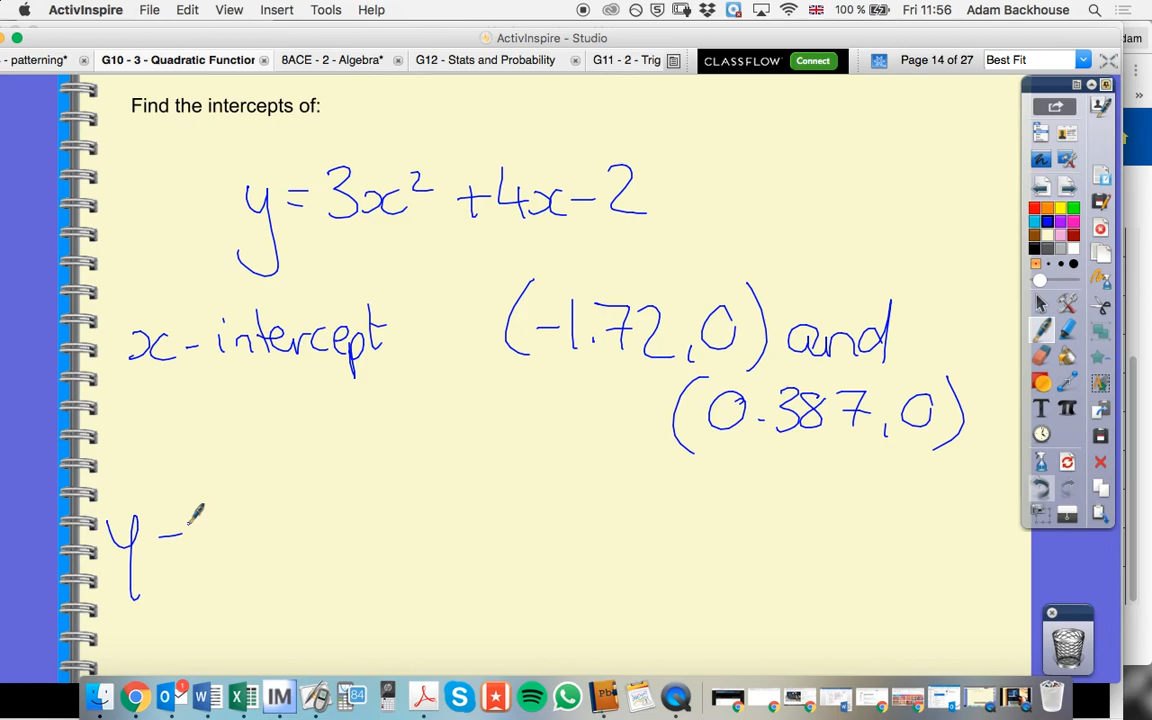 ActivInspire File Edit View Insert Tools Help 100 % Fri 11:56 Adam Backhouse
ActivInspire - Studio
- patterning* G10 - 3 - Quadratic Function 8ACE - 2 - Algebra* G12 - Stats and Probability G11 - 2 - Trig CLASSFLOW Connect Page 14 of 27 Best Fit
Find the intercepts of:
y = 3x² + 4x - 2
x - intercept (-1.72, 0) and
(0.387, 0)
y -